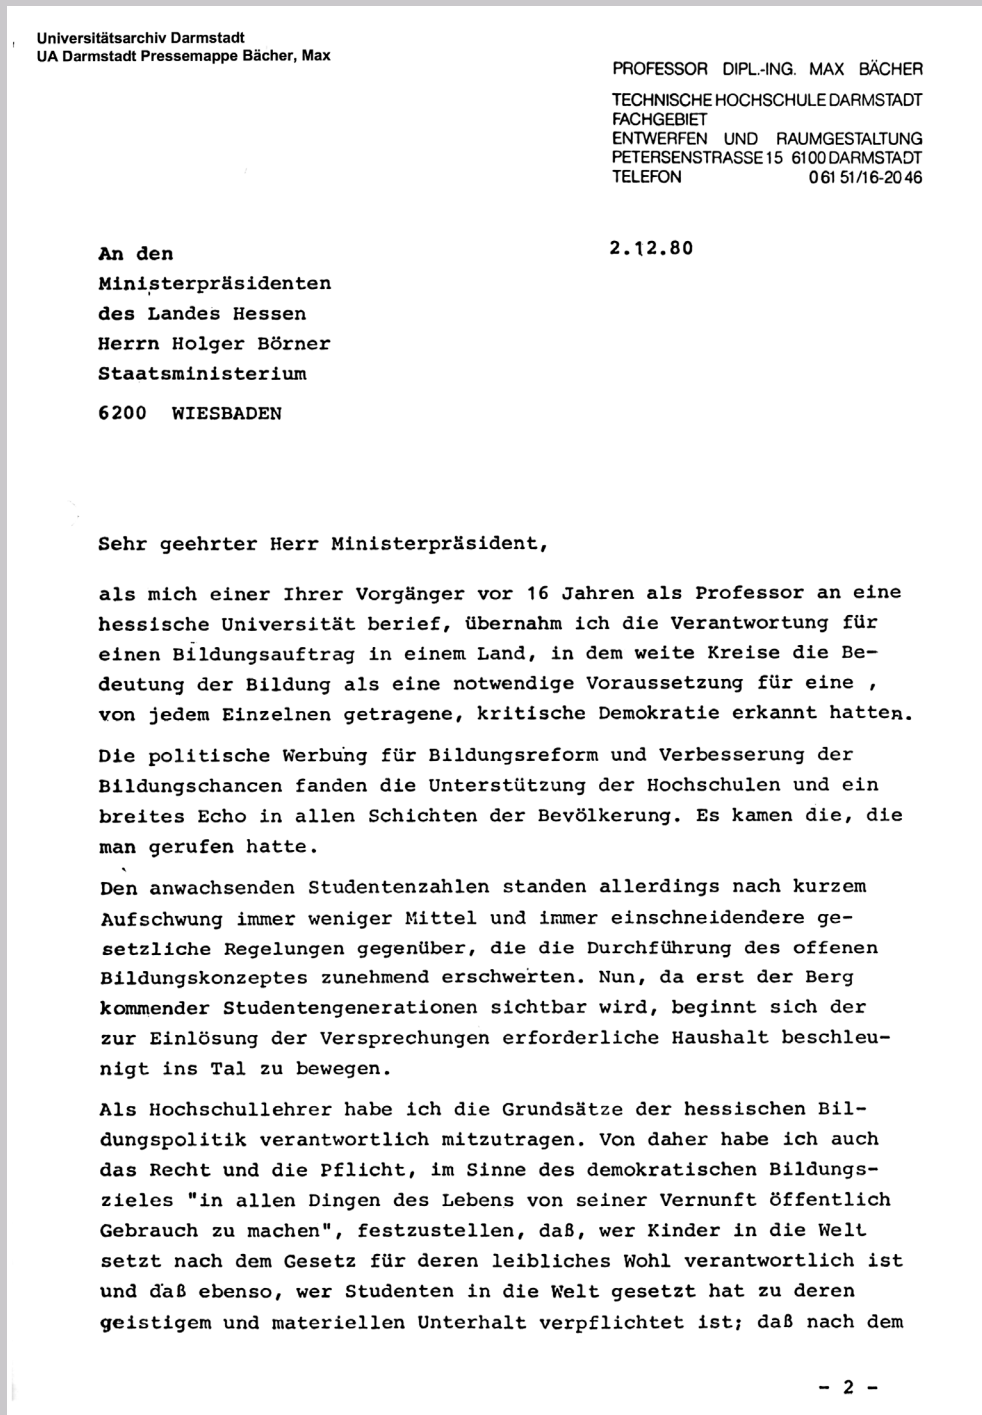 Universitätsarchiv Darmstadt
UA Darmstadt Pressemappe Bächer, Max
PROFESSOR DIPL.-ING. MAX BÄCHER
TECHNISCHE HOCHSCHULE DARMSTADT
FACHGEBIET
ENTWERFEN UND RAUMGESTALTUNG
PETERSENSTRASSE 15 6100 DARMSTADT
TELEFON 0 61 51/16-20 46
2.12.80
An den
Ministerpräsidenten
des Landes Hessen
Herrn Holger Börner
Staatsministerium
6200 WIESBADEN
Sehr geehrter Herr Ministerpräsident,
als mich einer Ihrer Vorgänger vor 16 Jahren als Professor an eine
hessische Universität berief, übernahm ich die Verantwortung für
einen Bildungsauftrag in einem Land, in dem weite Kreise die Be-
deutung der Bildung als eine notwendige Voraussetzung für eine ,
von jedem Einzelnen getragene, kritische Demokratie erkannt hatten.
Die politische Werbung für Bildungsreform und Verbesserung der
Bildungschancen fanden die Unterstützung der Hochschulen und ein
breites Echo in allen Schichten der Bevölkerung. Es kamen die, die
man gerufen hatte.
Den anwachsenden Studentenzahlen standen allerdings nach kurzem
Aufschwung immer weniger Mittel und immer einschneidendere ge-
setzliche Regelungen gegenüber, die die Durchführung des offenen
Bildungskonzeptes zunehmend erschwerten. Nun, da erst der Berg
kommender Studentengenerationen sichtbar wird, beginnt sich der
zur Einlösung der Versprechungen erforderliche Haushalt beschleu-
nigt ins Tal zu bewegen.
Als Hochschullehrer habe ich die Grundsätze der hessischen Bil-
dungspolitik verantwortlich mitzutragen. Von daher habe ich auch
das Recht und die Pflicht, im Sinne des demokratischen Bildungs-
zieles "in allen Dingen des Lebens von seiner Vernunft öffentlich
Gebrauch zu machen", festzustellen, daß, wer Kinder in die Welt
setzt nach dem Gesetz für deren leibliches Wohl verantwortlich ist
und daß ebenso, wer Studenten in die Welt gesetzt hat zu deren
geistigem und materiellen Unterhalt verpflichtet ist; daß nach dem
- 2 -